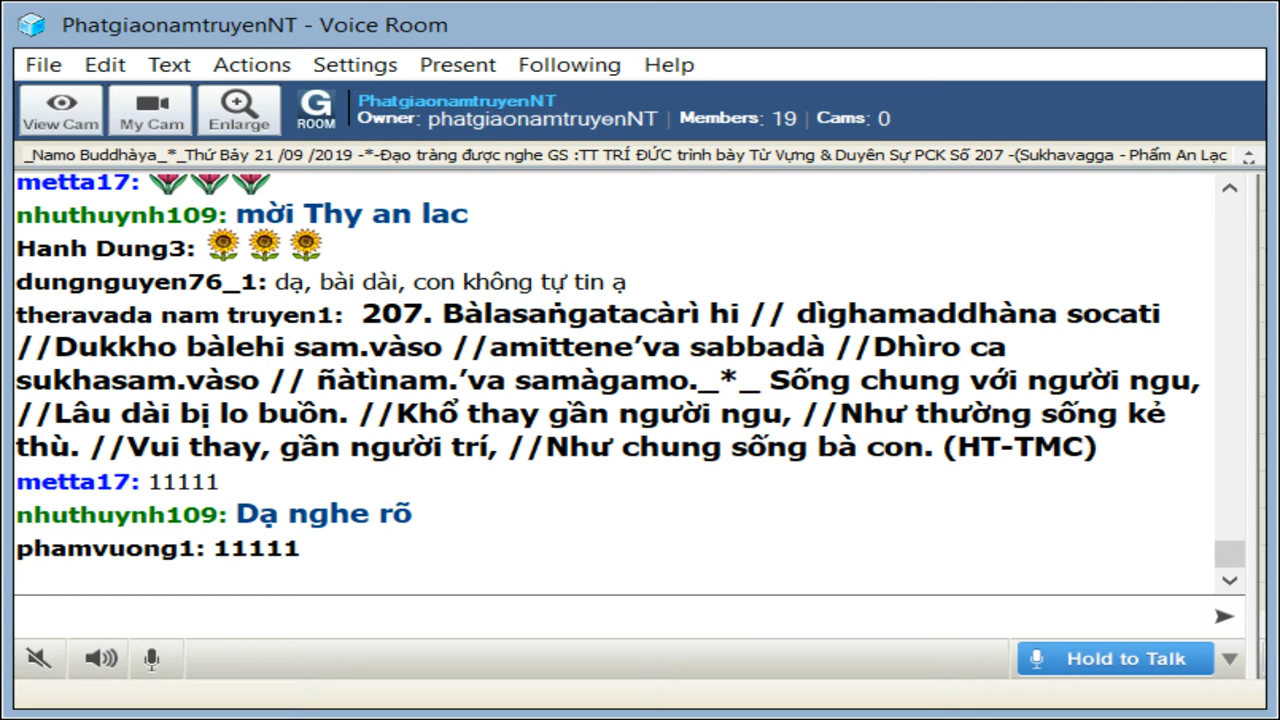 PhatgiaonamtruyenNT - Voice Room
File Edit Text Actions Settings Present Following Help
View Cam My Cam Enlarge G ROOM PhatgiaonamtruyenNT
Owner: phatgiaonamtruyenNT | Members: 19 | Cams: 0
_Namo Buddhàya_*_Thứ Bảy 21 /09 /2019 -*-Đạo tràng được nghe GS :TT TRÍ ĐỨC trình bày Từ Vựng & Duyên Sự PCK Số 207 -(Sukhavagga - Phẩm An Lạc
metta17:
nhuthuynh109: mời Thy an lac
Hanh Dung3:
dungnguyen76_1: dạ, bài dài, con không tự tin ạ
theravada nam truyen1: 207. Bàlasaṅgatacàrì hi // dìghamaddhàna socati
//Dukkho bàlehi sam.vàso //amittene’va sabbadà //Dhìro ca
sukhasam.vàso // ñàtìnam.’va samàgamo._*_ Sống chung với người ngu,
//Lâu dài bị lo buồn. //Khổ thay gần người ngu, //Như thường sống kẻ
thù. //Vui thay, gần người trí, //Như chung sống bà con. (HT-TMC)
metta17: 11111
nhuthuynh109: Dạ nghe rõ
phamvuong1: 11111
Hold to Talk